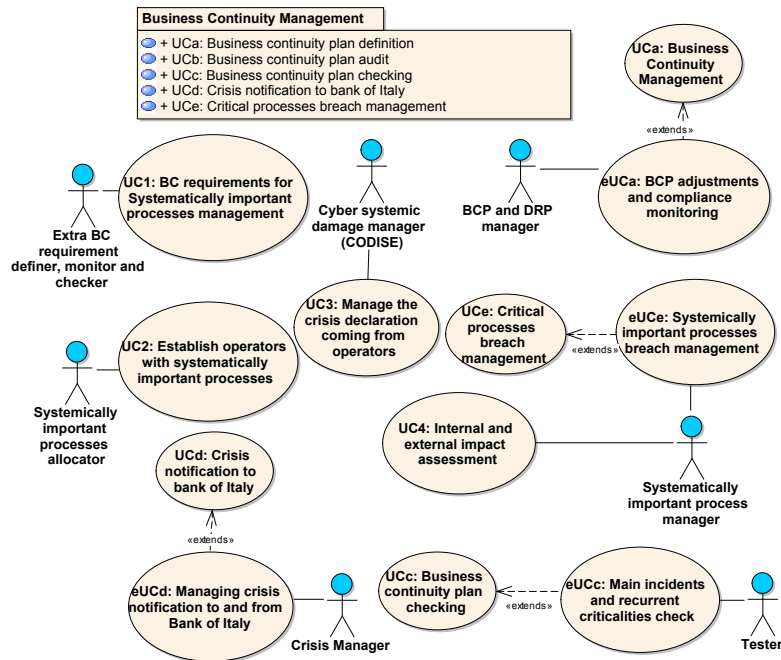 Business Continuity Management
+ UCa: Business continuity plan definition
+ UCb: Business continuity plan audit
+ UCc: Business continuity plan checking
+ UCd: Crisis notification to bank of Italy
+ UCe: Critical processes breach management
UCa: Business
Continuity
Management
«extends»
UC1: BC requirements for
Systematically important
processes management
Extra BC
requirement
definer, monitor and
checker
Cyber systemic
damage manager
(CODISE)
BCP and DRP
manager
eUCa: BCP adjustments
and compliance
monitoring
UC3: Manage the
crisis declaration
coming from
operators
UCe: Critical
processes
breach
management
«extends»
eUCe: Systemically
important processes
breach management
UC2: Establish operators
with systematically
important processes
Systemically
important
processes
allocator
UC4: Internal and
external impact
assessment
Systematically
important process
manager
UCd: Crisis
notification to
bank of Italy
«extends»
eUCd: Managing crisis
notification to and from
Bank of Italy
Crisis Manager
UCc: Business
continuity plan
checking
«extends»
eUCc: Main incidents
and recurrent
criticalities check
Tester